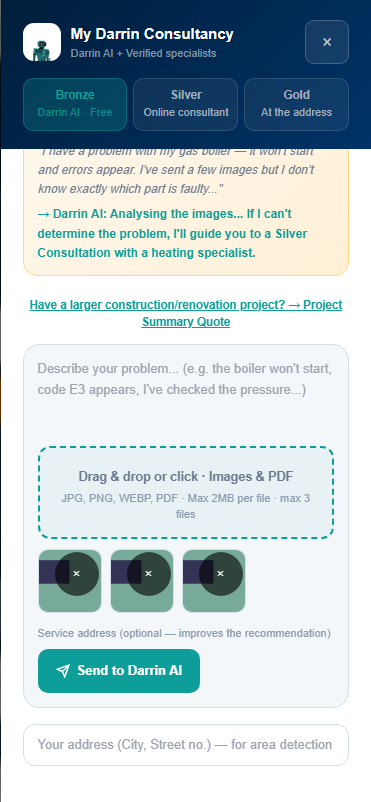 My Darrin Consultancy
Darrin AI + Verified specialists
×
Bronze
Darrin AI · Free
Silver
Online consultant
Gold
At the address
"I have a problem with my gas boiler — it won't start
and errors appear. I've sent a few images but I don't
know exactly which part is faulty..."
→ Darrin AI: Analysing the images... If I can't
determine the problem, I'll guide you to a Silver
Consultation with a heating specialist.
Have a larger construction/renovation project? → Project
Summary Quote
Describe your problem... (e.g. the boiler won't start,
code E3 appears, I've checked the pressure...)
Drag & drop or click · Images & PDF
JPG, PNG, WEBP, PDF · Max 2MB per file · max 3
files
×
×
×
Service address (optional — improves the recommendation)
Send to Darrin AI
Your address (City, Street no.) — for area detection